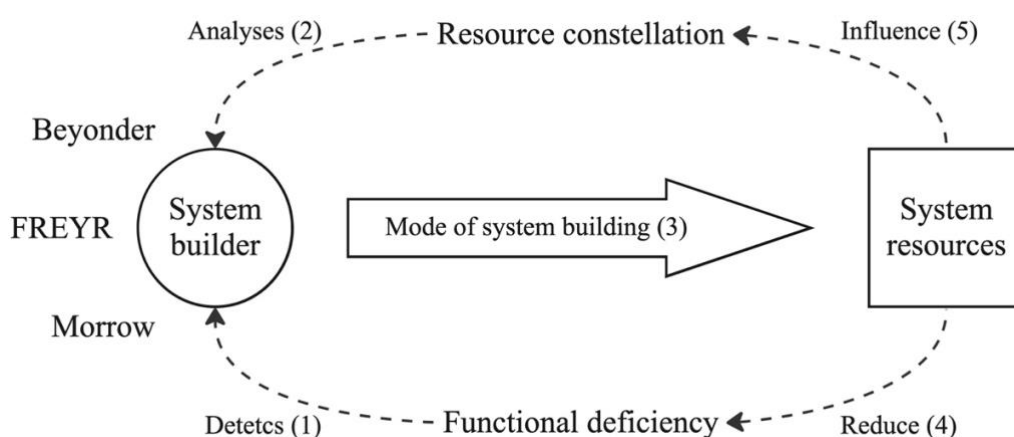 Analyses (2)
Resource constellation
Influence (5)
Beyonder
FREYR
Morrow
System
builder
Mode of system building (3)
System
resources
Detetcs (1)
Functional deficiency
Reduce (4)